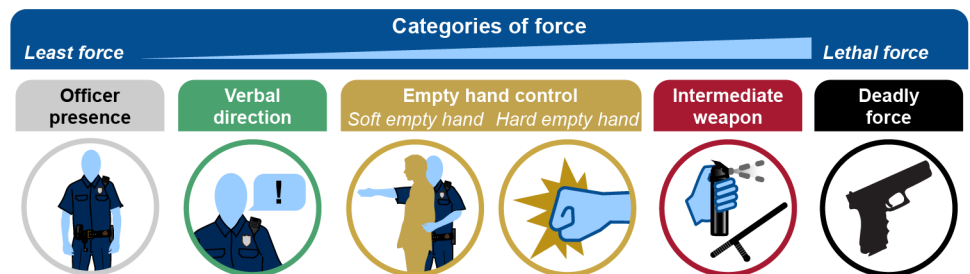 Categories of force
Least force
Lethal force
Officer
presence
Verbal
direction
Empty hand control
Soft empty hand
Hard empty hand
Intermediate
weapon
Deadly
force
!